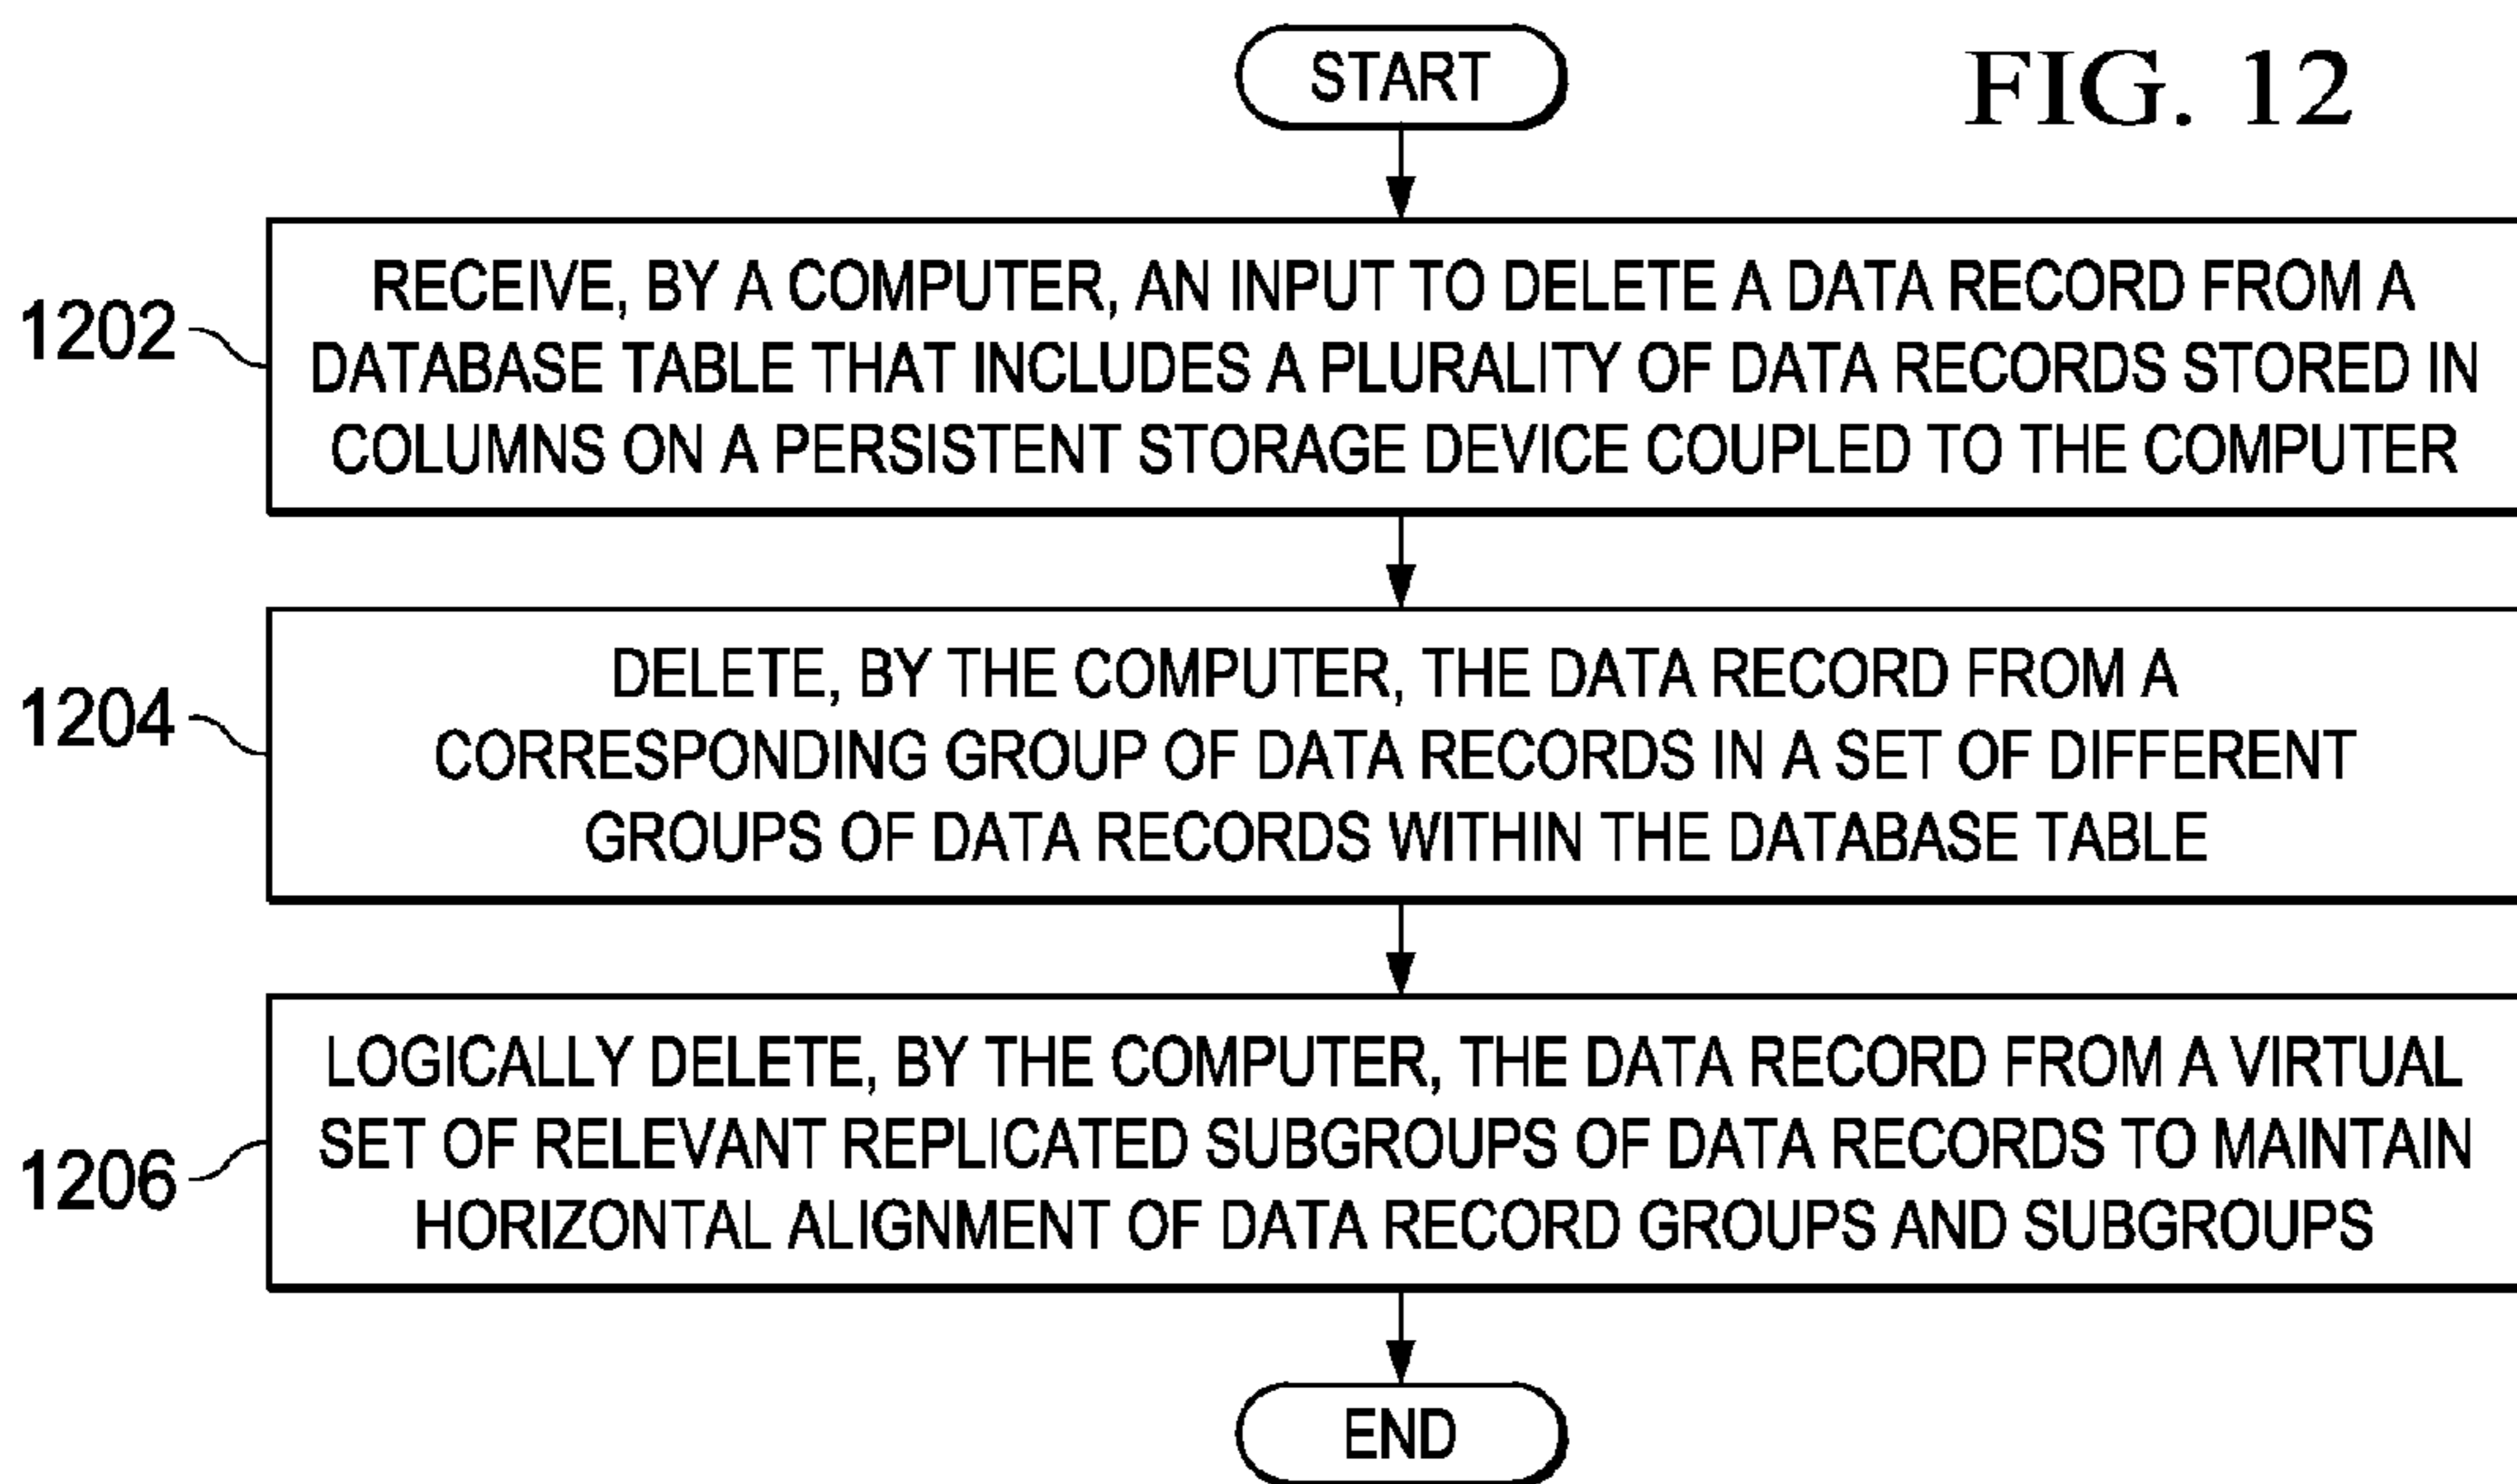 START
FIG. 12
1202
RECEIVE, BY A COMPUTER, AN INPUT TO DELETE A DATA RECORD FROM A
DATABASE TABLE THAT INCLUDES A PLURALITY OF DATA RECORDS STORED IN
COLUMNS ON A PERSISTENT STORAGE DEVICE COUPLED TO THE COMPUTER
1204
DELETE, BY THE COMPUTER, THE DATA RECORD FROM A
CORRESPONDING GROUP OF DATA RECORDS IN A SET OF DIFFERENT
GROUPS OF DATA RECORDS WITHIN THE DATABASE TABLE
1206
LOGICALLY DELETE, BY THE COMPUTER, THE DATA RECORD FROM A VIRTUAL
SET OF RELEVANT REPLICATED SUBGROUPS OF DATA RECORDS TO MAINTAIN
HORIZONTAL ALIGNMENT OF DATA RECORD GROUPS AND SUBGROUPS
END